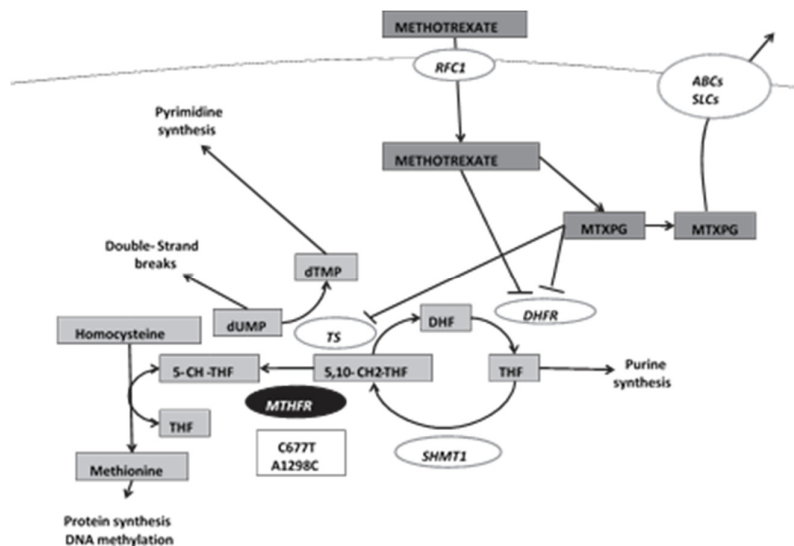 METHOTREXATE
RFC1
ABCs
SLCs
Pyrimidine
synthesis
METHOTREXATE
MTXPG
MTXPG
Double- Strand
breaks
dTMP
dUMP
TS
DHF
DHFR
Homocysteine
5- CH -THF
5,10- CH2-THF
THF
Purine
synthesis
MTHFR
THF
C677T
A1298C
SHMT1
Methionine
Protein synthesis
DNA methylation